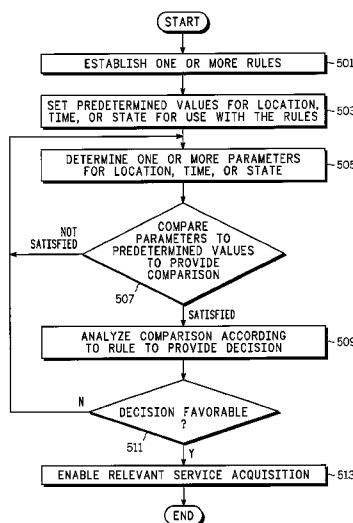 START
ESTABLISH ONE OR MORE RULES
501
SET PREDETERMINED VALUES FOR LOCATION,
TIME, OR STATE FOR USE WITH THE RULES
503
DETERMINE ONE OR MORE PARAMETERS
FOR LOCATION, TIME, OR STATE
505
COMPARE
PARAMETERS TO
PREDETERMINED VALUES
TO PROVIDE
COMPARISON
NOT
SATISFIED
507
SATISFIED
ANALYZE COMPARISON ACCORDING
TO RULE TO PROVIDE DECISION
509
N
DECISION FAVORABLE
?
511
Y
ENABLE RELEVANT SERVICE ACQUISITION
513
END